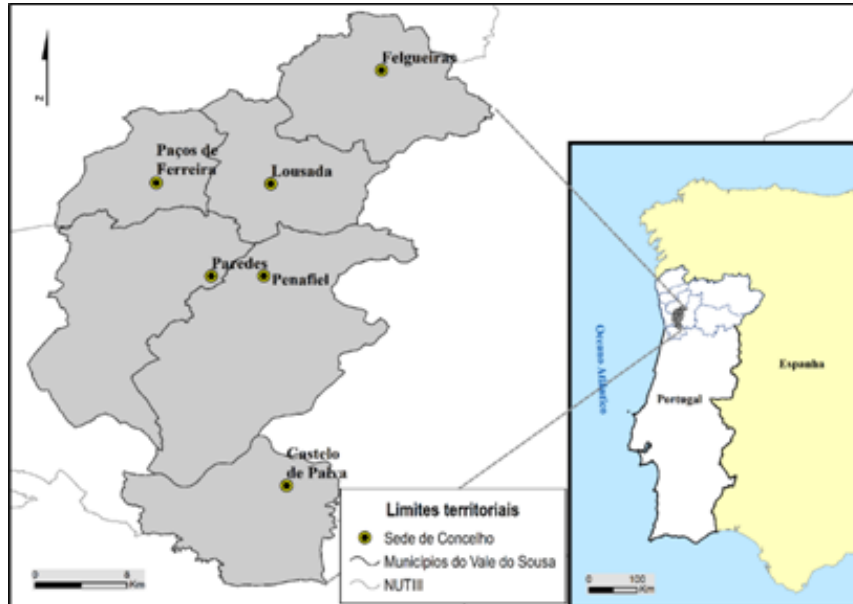 Felgueiras
Paços de
Ferreira
Lousada
Paredes
Penafiel
Castelo
de Paiva
z
0 6
Km
Limites territoriais
Sede de Concelho
Municípios do Vale do Sousa
NUTIII
Oceano Atlântico
Portugal
Espanha
0 100
Km